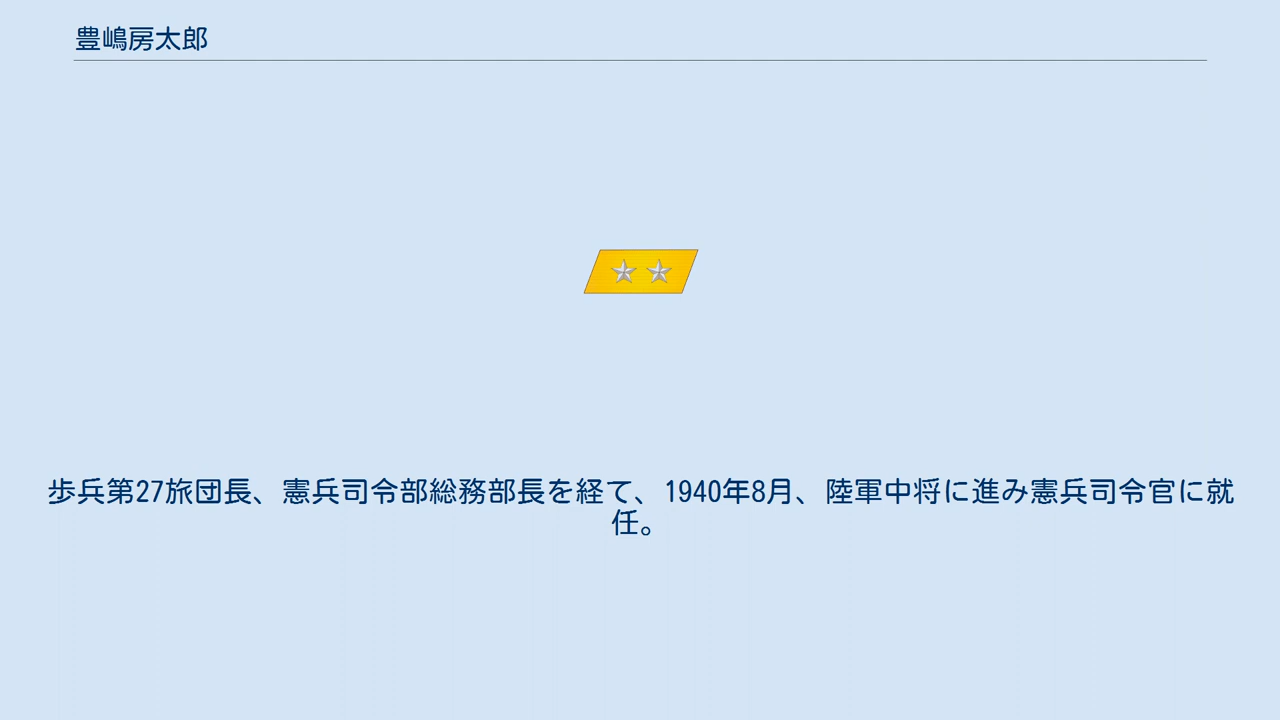 豊嶋房太郎
歩兵第27旅団長、憲兵司令部総務部長を経て、1940年8月、陸軍中将に進み憲兵司令官に就
任。